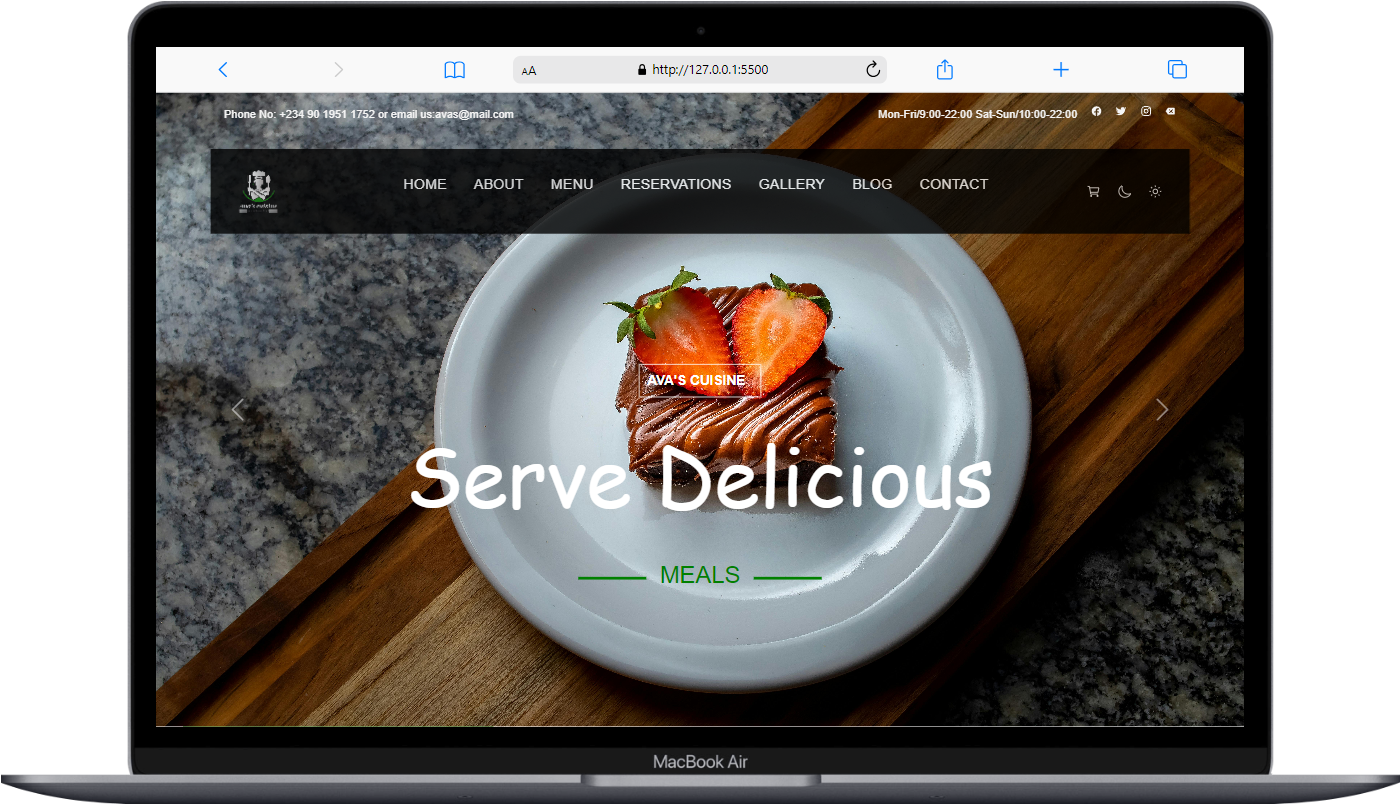 AA http://127.0.0.1:5500
Phone No: +234 90 1951 1752 or email us:avas@mail.com
Mon-Fri/9:00-22:00 Sat-Sun/10:00-22:00
HOME ABOUT MENU RESERVATIONS GALLERY BLOG CONTACT
AVA'S CUISINE
Serve Delicious
MEALS
MacBook Air